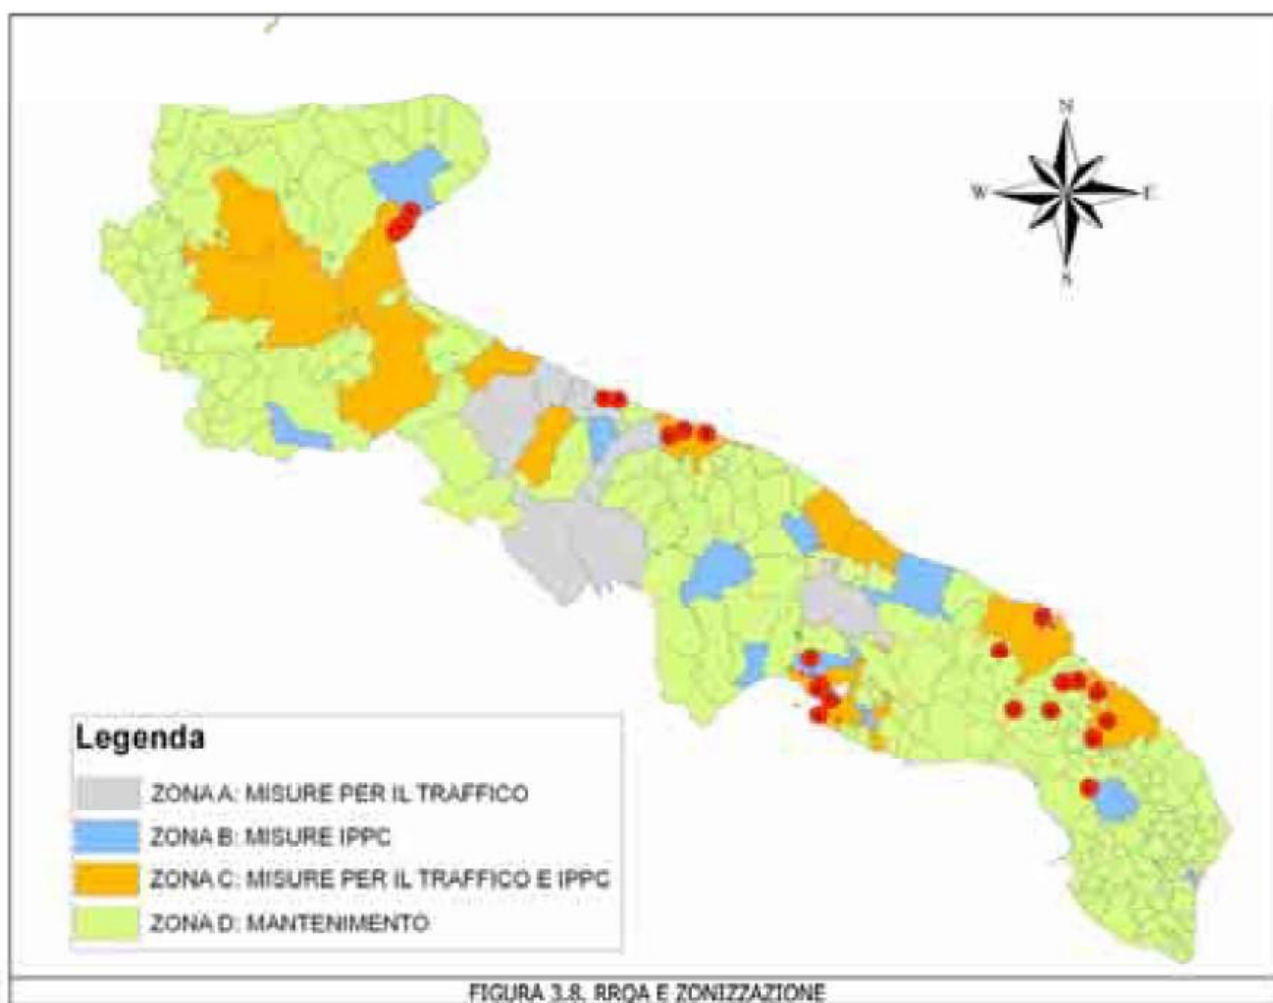 N
W E
S
Legenda
ZONA A: MISURE PER IL TRAFFICO
ZONA B: MISURE IPPC
ZONA C: MISURE PER IL TRAFFICO E IPPC
ZONA D: MANTENIMENTO
FIGURA 3.8. RRQA E ZONIZZAZIONE